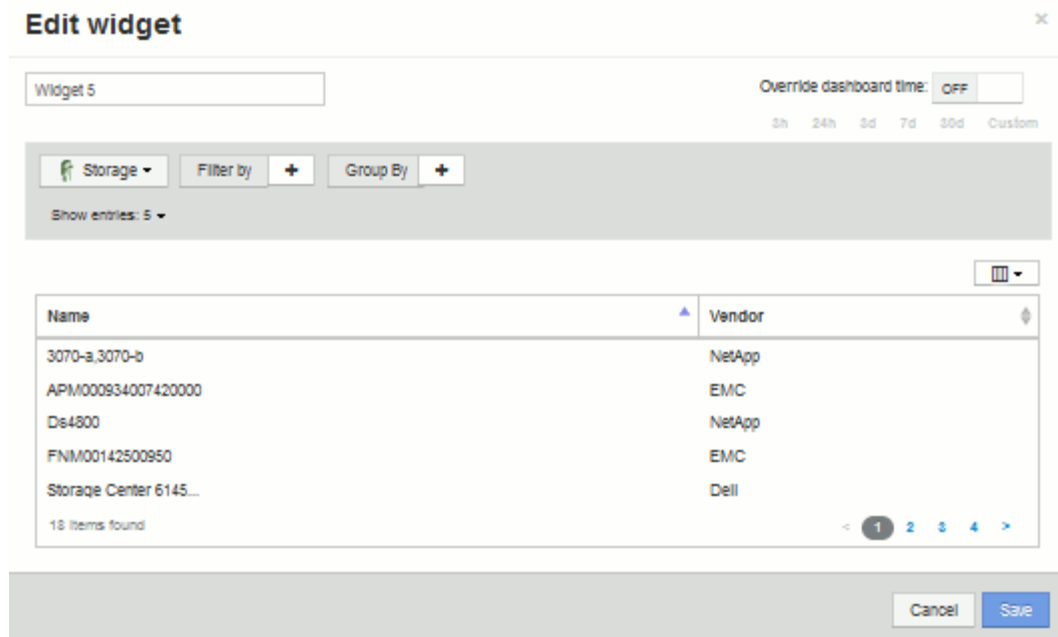 Edit widget ×
Widget 5
Override dashboard time: OFF
3h 24h 3d 7d 30d Custom
Storage Filter by + Group By +
Show entries: 5
Name Vendor
3070-a,3070-b NetApp
APM000934007420000 EMC
Ds4800 NetApp
FNM00142500950 EMC
Storage Center 6145... Dell
18 items found < 1 2 3 4 >
Cancel Save